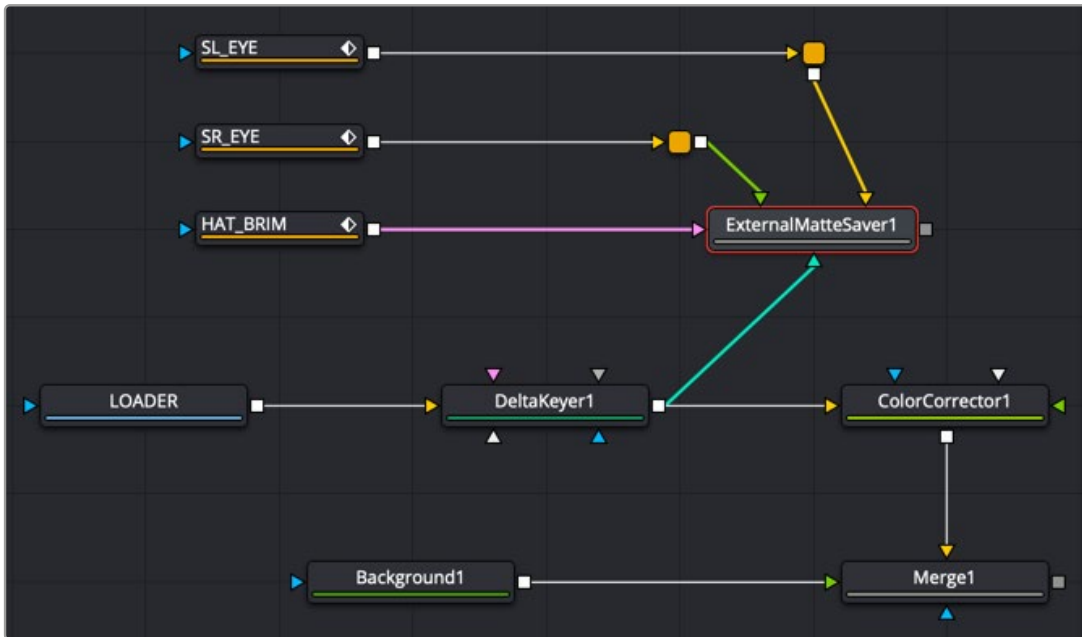 SL_EYE
SR_EYE
HAT_BRIM
ExternalMatteSaver1
LOADER
DeltaKeyer1
ColorCorrector1
Background1
Merge1